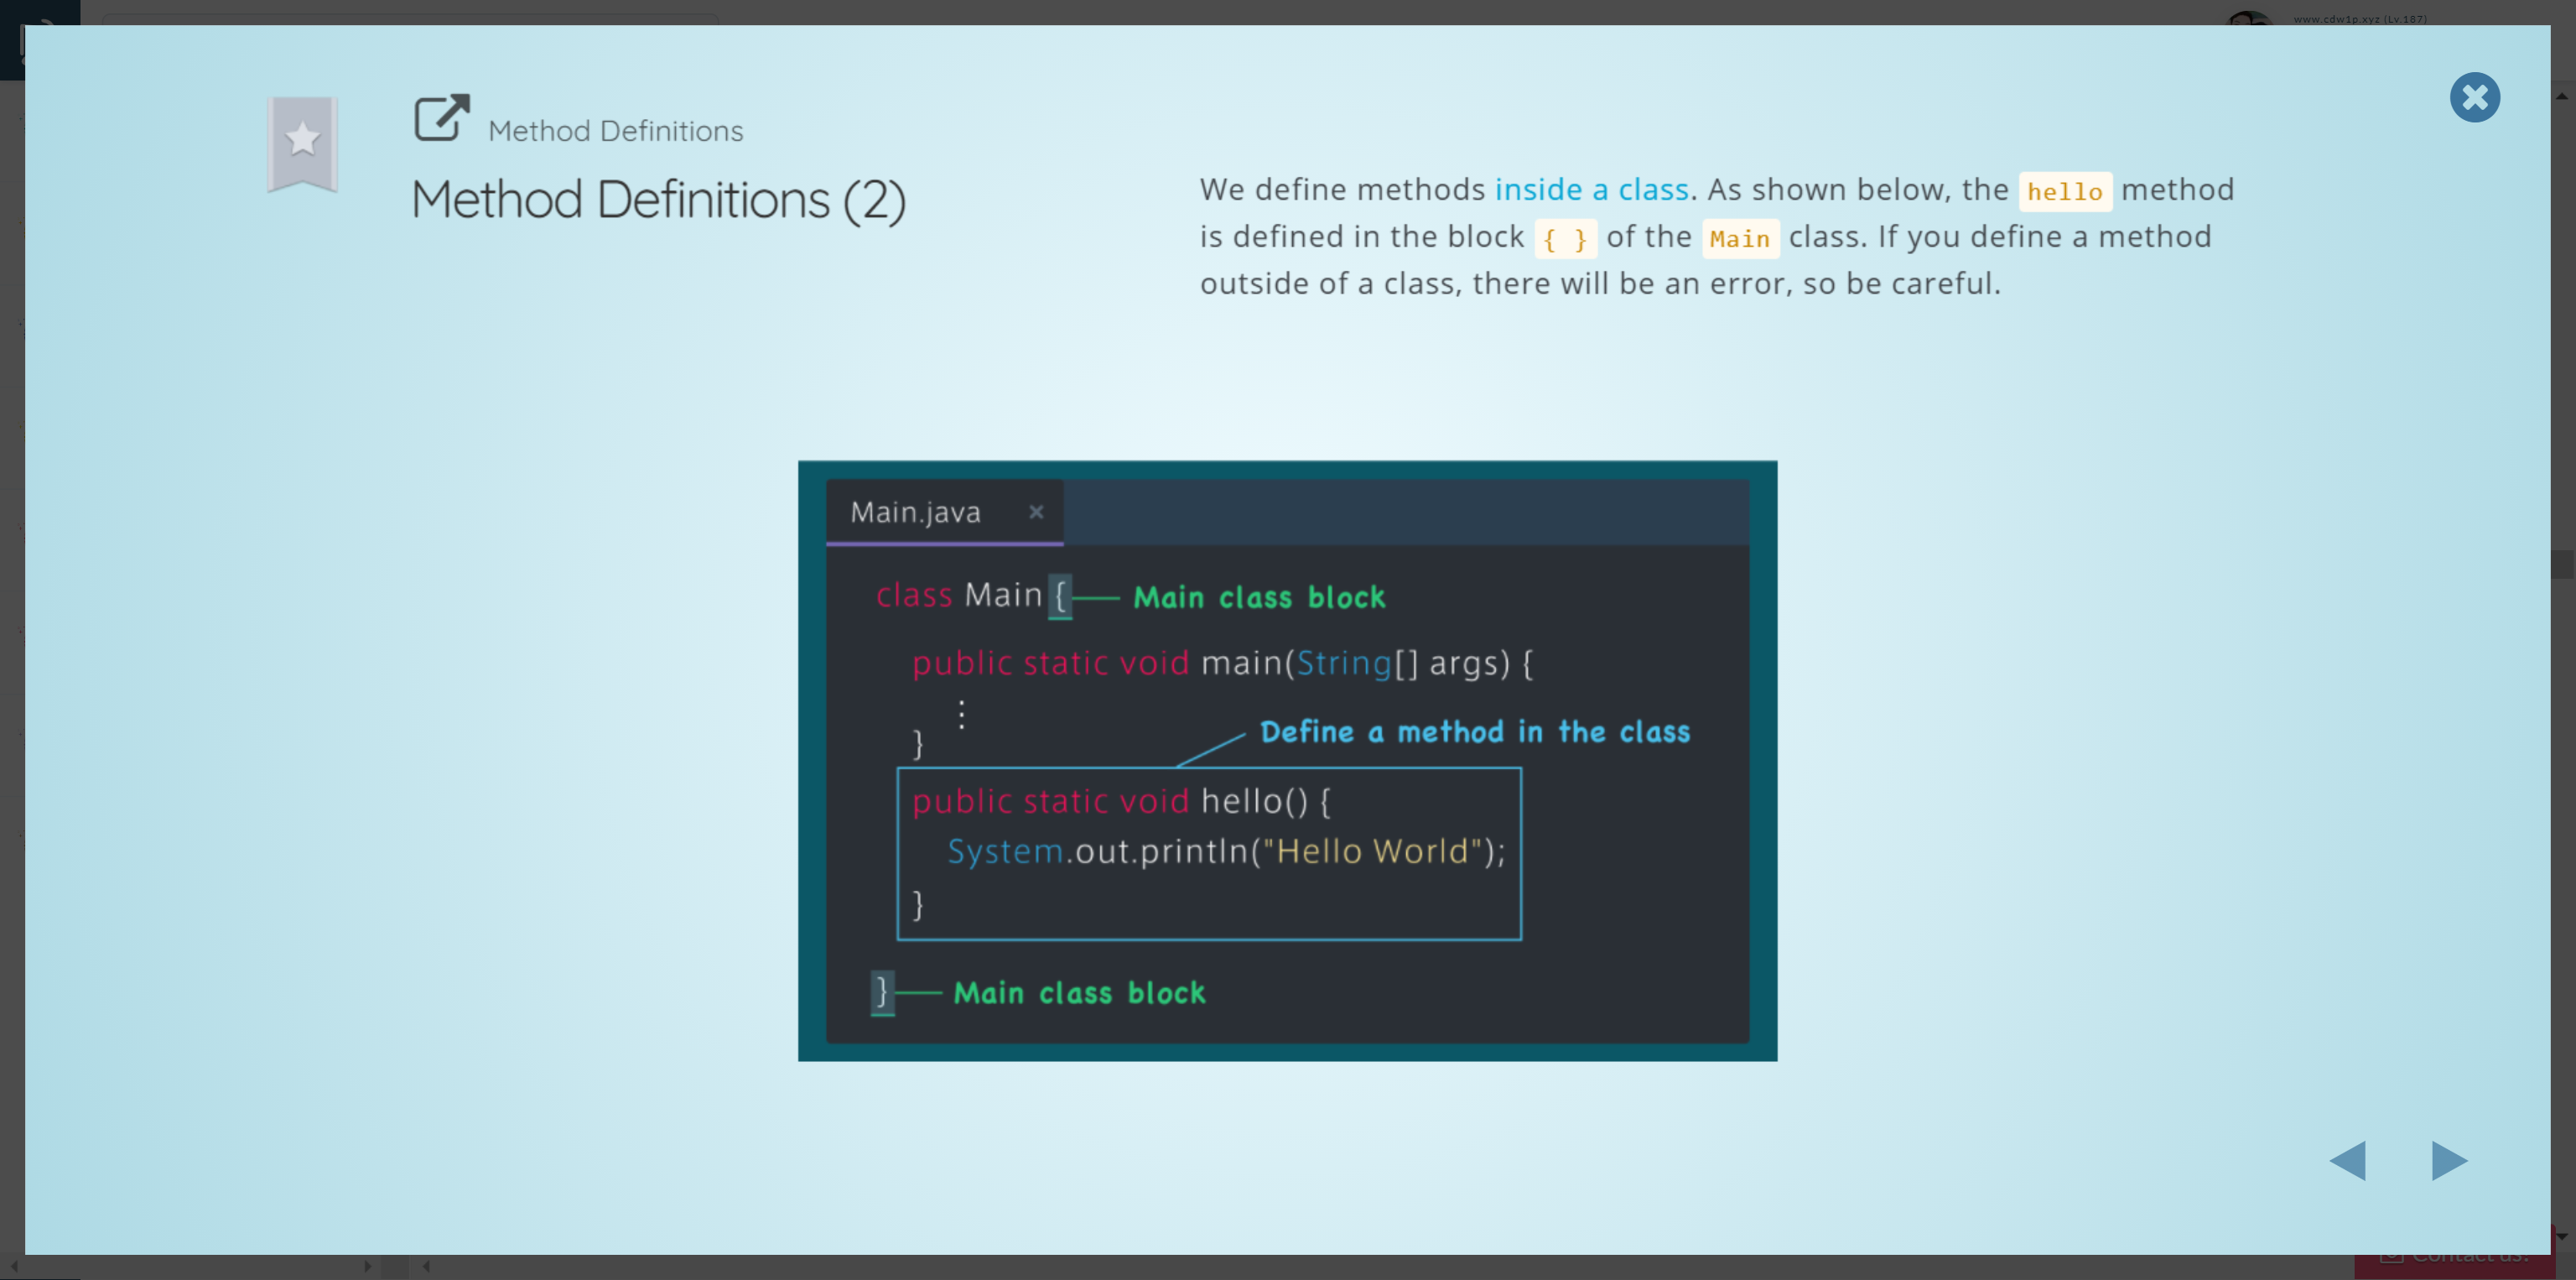 www.cdw1p.xyz (Lv.187)
Method Definitions
Method Definitions (2)
We define methods inside a class. As shown below, the hello method
is defined in the block { } of the Main class. If you define a method
outside of a class, there will be an error, so be careful.
Main.java ×
class Main { Main class block
public static void main(String[] args) {
⋮
}
Define a method in the class
public static void hello() {
System.out.println("Hello World");
}
} Main class block
Contact us!